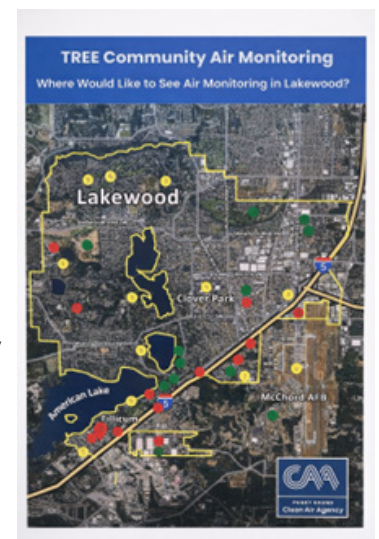 TREE Community Air Monitoring
Where Would Like to See Air Monitoring in Lakewood?
Lakewood
5
Clover Park
McChord AFB
American Lake
5
Tillicum
PUGET SOUND
Clean Air Agency